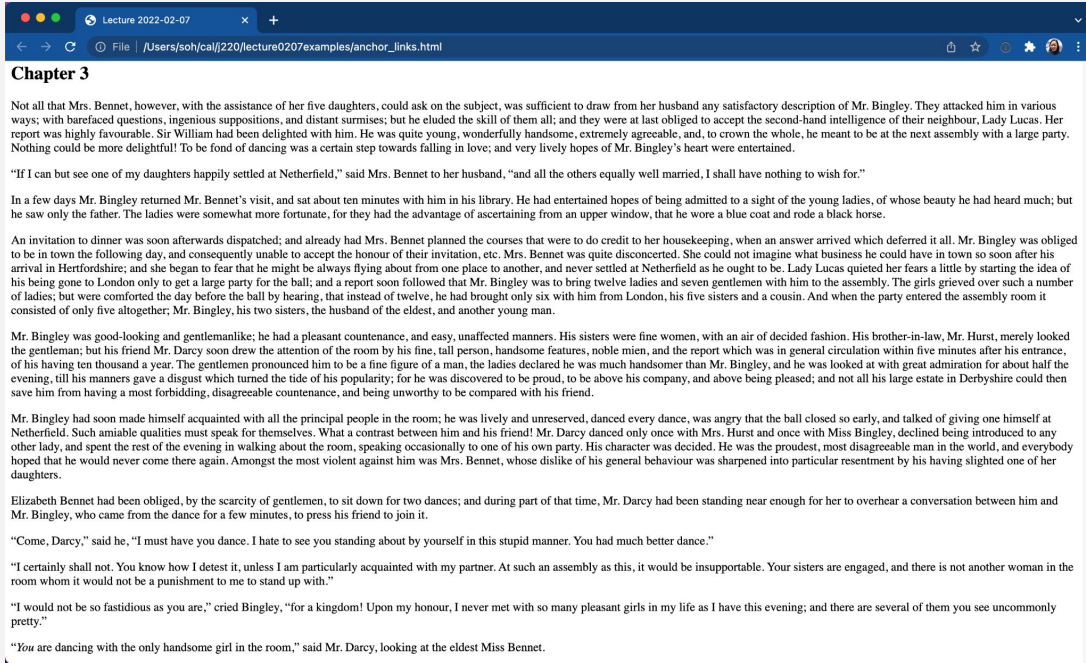 Lecture 2022-02-07
File | /Users/soh/cal/j220/lecture0207examples/anchor_links.html
Chapter 3
Not all that Mrs. Bennet, however, with the assistance of her five daughters, could ask on the subject, was sufficient to draw from her husband any satisfactory description of Mr. Bingley. They attacked him in various
ways; with barefaced questions, ingenious suppositions, and distant surmises; but he eluded the skill of them all; and they were at last obliged to accept the second-hand intelligence of their neighbour, Lady Lucas. Her
report was highly favourable. Sir William had been delighted with him. He was quite young, wonderfully handsome, extremely agreeable, and, to crown the whole, he meant to be at the next assembly with a large party.
Nothing could be more delightful! To be fond of dancing was a certain step towards falling in love; and very lively hopes of Mr. Bingley’s heart were entertained.
“If I can but see one of my daughters happily settled at Netherfield,” said Mrs. Bennet to her husband, “and all the others equally well married, I shall have nothing to wish for.”
In a few days Mr. Bingley returned Mr. Bennet’s visit, and sat about ten minutes with him in his library. He had entertained hopes of being admitted to a sight of the young ladies, of whose beauty he had heard much; but
he saw only the father. The ladies were somewhat more fortunate, for they had the advantage of ascertaining from an upper window, that he wore a blue coat and rode a black horse.
An invitation to dinner was soon afterwards dispatched; and already had Mrs. Bennet planned the courses that were to do credit to her housekeeping, when an answer arrived which deferred it all. Mr. Bingley was obliged
to be in town the following day, and consequently unable to accept the honour of their invitation, etc. Mrs. Bennet was quite disconcerted. She could not imagine what business he could have in town so soon after his
arrival in Hertfordshire; and she began to fear that he might be always flying about from one place to another, and never settled at Netherfield as he ought to be. Lady Lucas quieted her fears a little by starting the idea of
his being gone to London only to get a large party for the ball; and a report soon followed that Mr. Bingley was to bring twelve ladies and seven gentlemen with him to the assembly. The girls grieved over such a number
of ladies; but were comforted the day before the ball by hearing, that instead of twelve, he had brought only six with him from London, his five sisters and a cousin. And when the party entered the assembly room it
consisted of only five altogether; Mr. Bingley, his two sisters, the husband of the eldest, and another young man.
Mr. Bingley was good-looking and gentlemanlike; he had a pleasant countenance, and easy, unaffected manners. His sisters were fine women, with an air of decided fashion. His brother-in-law, Mr. Hurst, merely looked
the gentleman; but his friend Mr. Darcy soon drew the attention of the room by his fine, tall person, handsome features, noble mien, and the report which was in general circulation within five minutes after his entrance,
of his having ten thousand a year. The gentlemen pronounced him to be a fine figure of a man, the ladies declared he was much handsomer than Mr. Bingley, and he was looked at with great admiration for about half the
evening, till his manners gave a disgust which turned the tide of his popularity; for he was discovered to be proud, to be above his company, and above being pleased; and not all his large estate in Derbyshire could then
save him from having a most forbidding, disagreeable countenance, and being unworthy to be compared with his friend.
Mr. Bingley had soon made himself acquainted with all the principal people in the room; he was lively and unreserved, danced every dance, was angry that the ball closed so early, and talked of giving one himself at
Netherfield. Such amiable qualities must speak for themselves. What a contrast between him and his friend! Mr. Darcy danced only once with Mrs. Hurst and once with Miss Bingley, declined being introduced to any
other lady, and spent the rest of the evening in walking about the room, speaking occasionally to one of his own party. His character was decided. He was the proudest, most disagreeable man in the world, and everybody
hoped that he would never come there again. Amongst the most violent against him was Mrs. Bennet, whose dislike of his general behaviour was sharpened into particular resentment by his having slighted one of her
daughters.
Elizabeth Bennet had been obliged, by the scarcity of gentlemen, to sit down for two dances; and during part of that time, Mr. Darcy had been standing near enough for her to overhear a conversation between him and
Mr. Bingley, who came from the dance for a few minutes, to press his friend to join it.
“Come, Darcy,” said he, “I must have you dance. I hate to see you standing about by yourself in this stupid manner. You had much better dance.”
“I certainly shall not. You know how I detest it, unless I am particularly acquainted with my partner. At such an assembly as this, it would be insupportable. Your sisters are engaged, and there is not another woman in the
room whom it would not be a punishment to me to stand up with.”
“I would not be so fastidious as you are,” cried Bingley, “for a kingdom! Upon my honour, I never met with so many pleasant girls in my life as I have this evening; and there are several of them you see uncommonly
pretty.”
“You are dancing with the only handsome girl in the room,” said Mr. Darcy, looking at the eldest Miss Bennet.